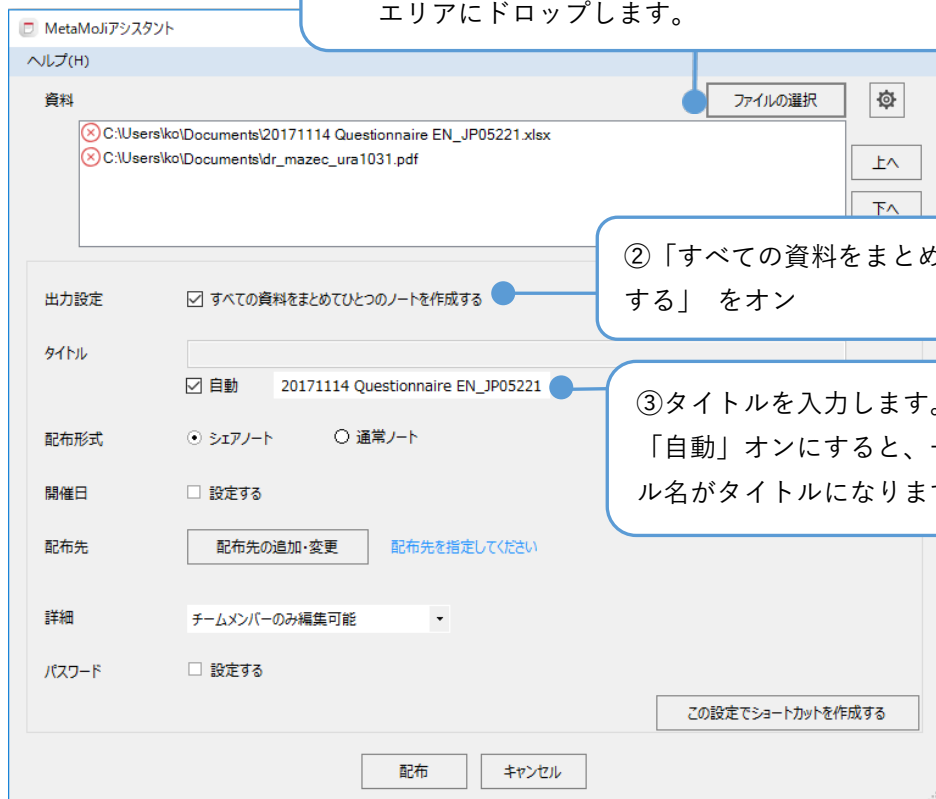 エリアにドロップします。
MetaMoJiアシスタント
ヘルプ(H)
資料
ファイルの選択
C:\Users\ko\Documents\20171114 Questionnaire EN_JP05221.xlsx
C:\Users\ko\Documents\dr_mazec_ura1031.pdf
上へ
下へ
②「すべての資料をまとめ
する」 をオン
出力設定
すべての資料をまとめてひとつのノートを作成する
タイトル
自動
20171114 Questionnaire EN_JP05221
③タイトルを入力します。
「自動」オンにすると、
ル名がタイトルになりま
配布形式
シェアノート
通常ノート
開催日
設定する
配布先
配布先の追加・変更
配布先を指定してください
詳細
チームメンバーのみ編集可能
パスワード
設定する
この設定でショートカットを作成する
配布
キャンセル